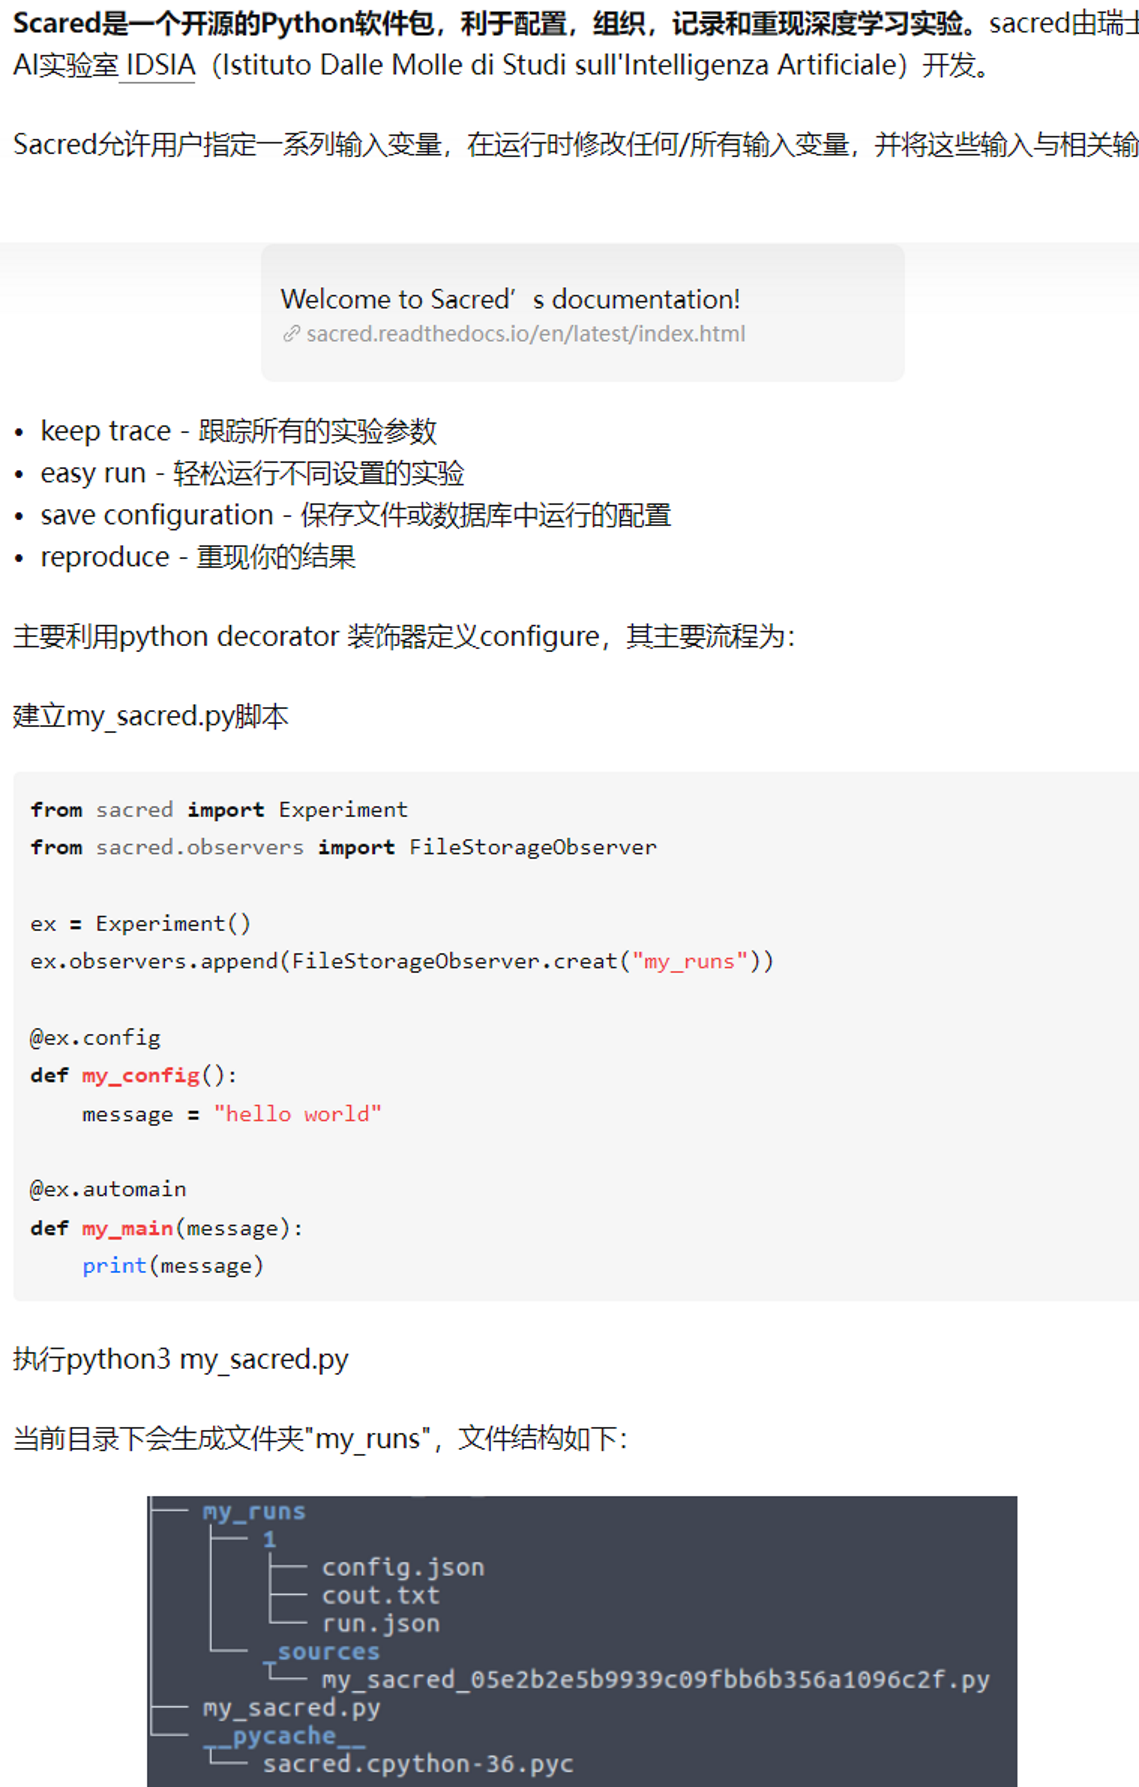 Scared是一个开源的Python软件包，利于配置，组织，记录和重现深度学习实验。sacred由瑞士
AI实验室 IDSIA（Istituto Dalle Molle di Studi sull'Intelligenza Artificiale）开发。
Sacred允许用户指定一系列输入变量，在运行时修改任何/所有输入变量，并将这些输入与相关输
Welcome to Sacred’s documentation!
sacred.readthedocs.io/en/latest/index.html
• keep trace - 跟踪所有的实验参数
• easy run - 轻松运行不同设置的实验
• save configuration - 保存文件或数据库中运行的配置
• reproduce - 重现你的结果
主要利用python decorator 装饰器定义configure，其主要流程为：
建立my_sacred.py脚本
from sacred import Experiment
from sacred.observers import FileStorageObserver
ex = Experiment()
ex.observers.append(FileStorageObserver.creat("my_runs"))
@ex.config
def my_config():
    message = "hello world"
@ex.automain
def my_main(message):
    print(message)
执行python3 my_sacred.py
当前目录下会生成文件夹"my_runs"，文件结构如下：
my_runs
1
config.json
cout.txt
run.json
_sources
my_sacred_05e2b2e5b9939c09fbb6b356a1096c2f.py
my_sacred.py
__pycache__
sacred.cpython-36.pyc